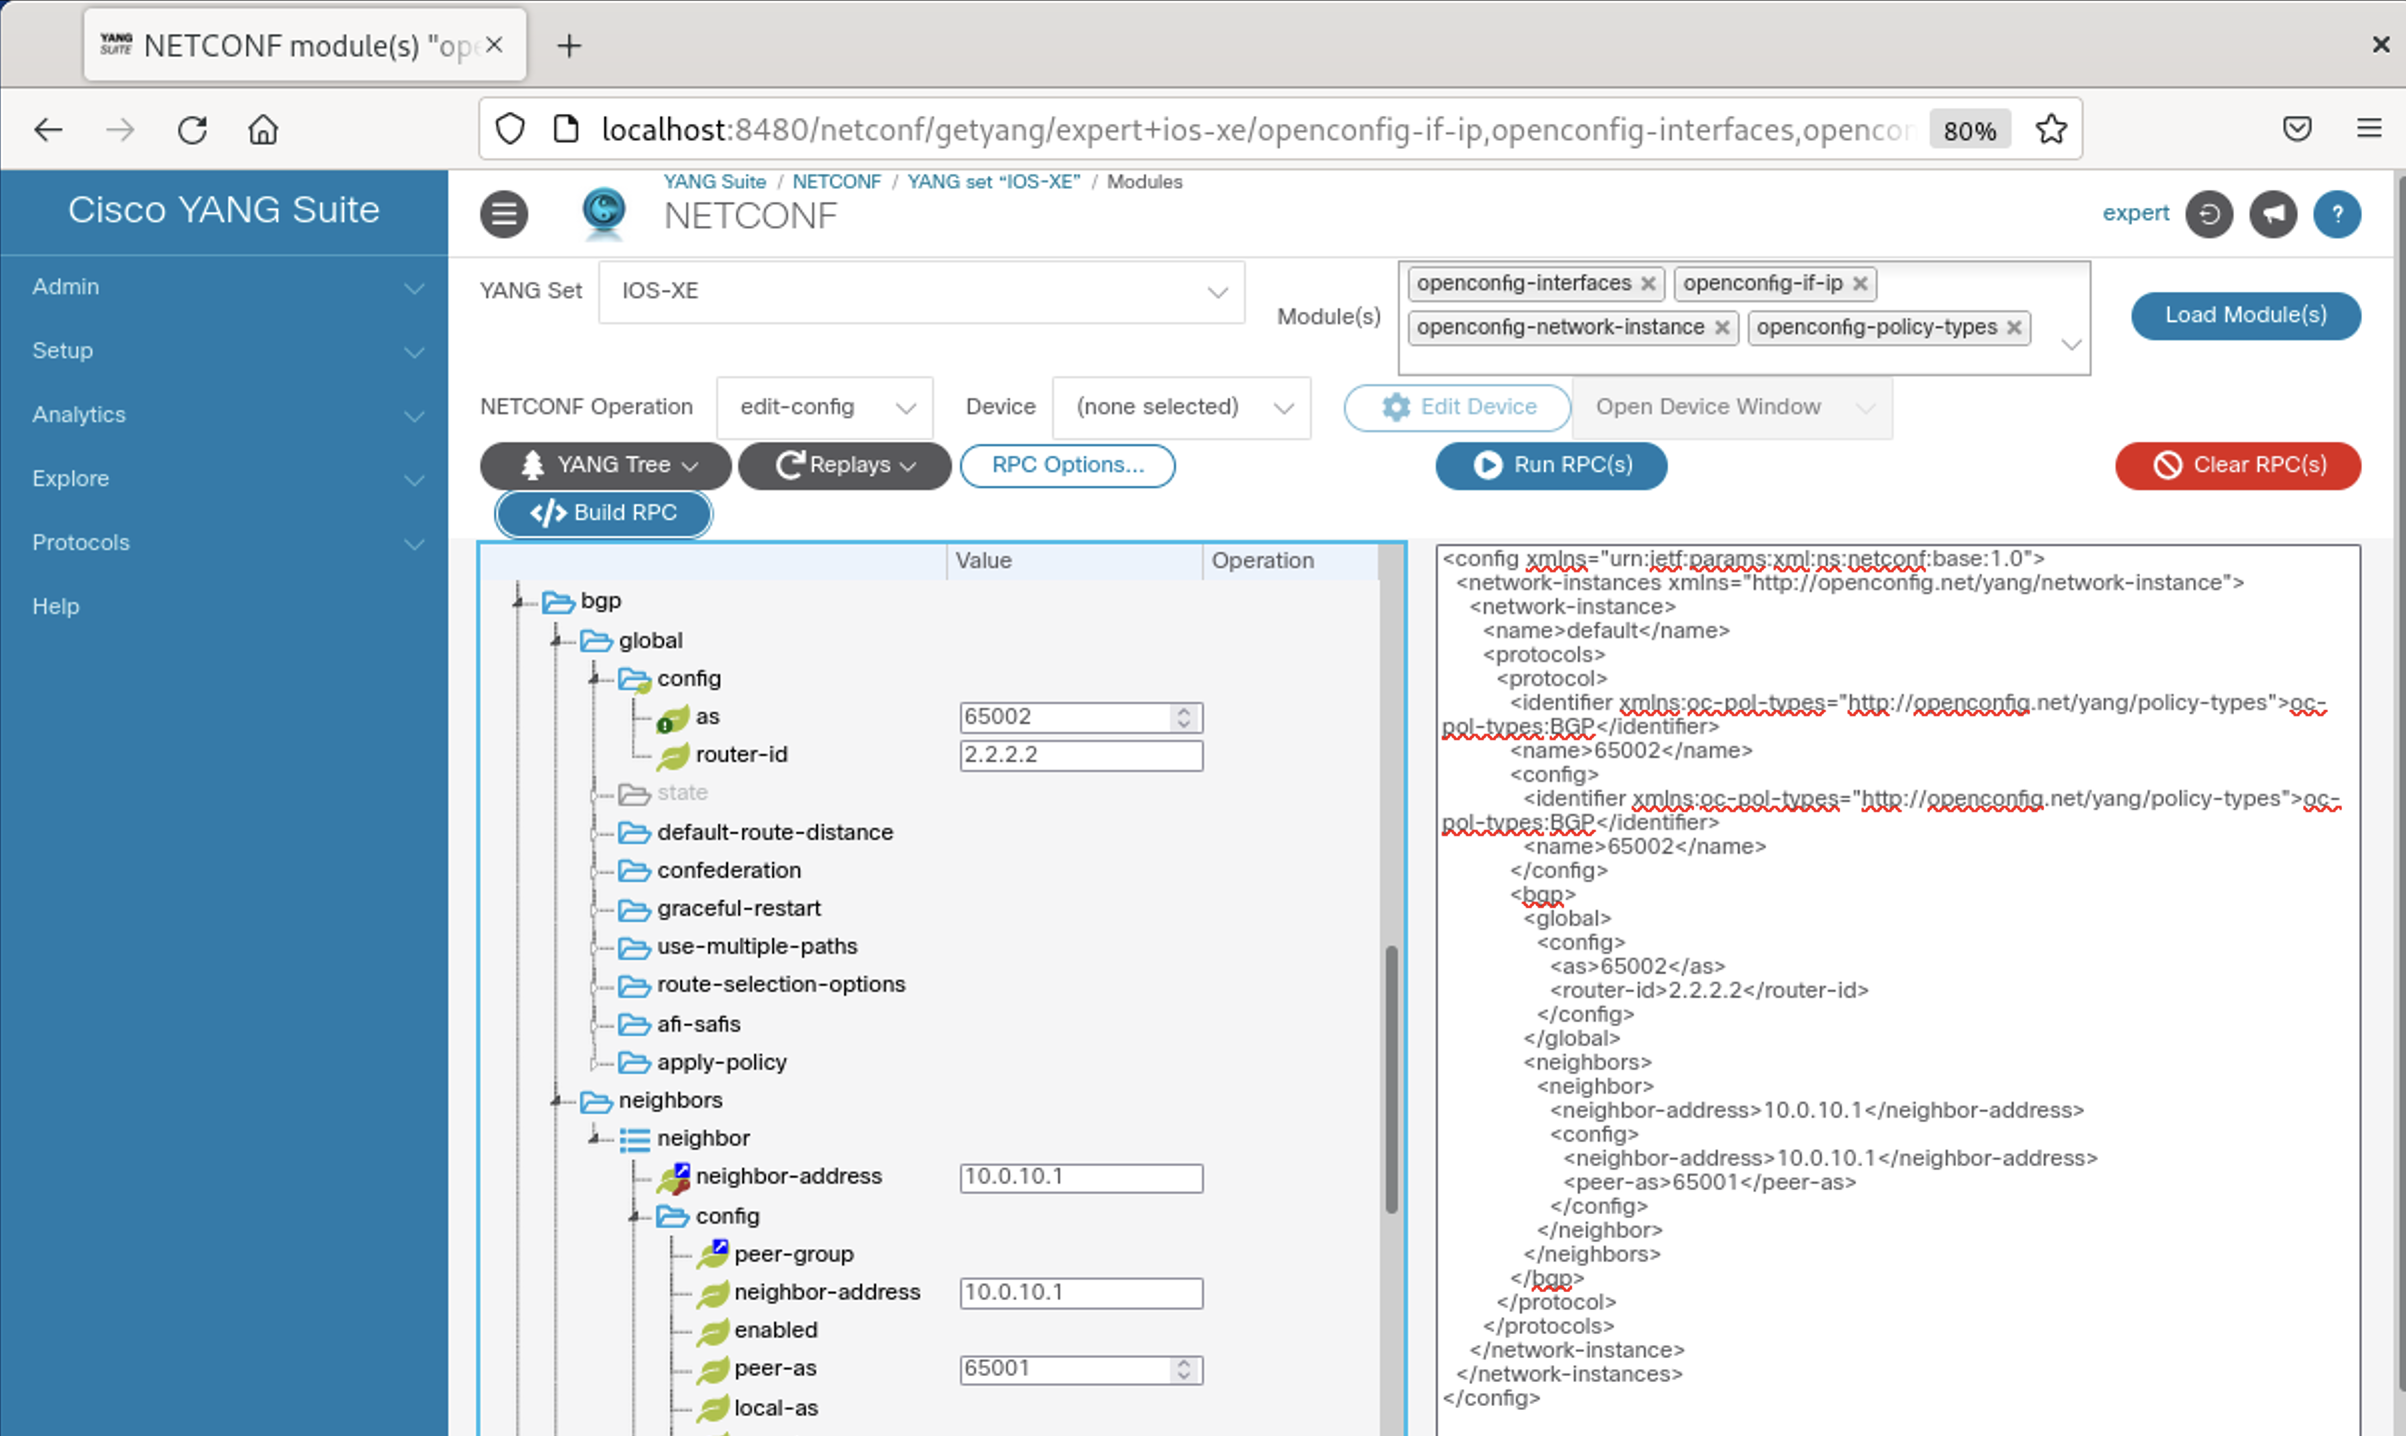 YANG SUITE NETCONF module(s) "ope
localhost:8480/netconf/getyang/expert+ios-xe/openconfig-if-ip,openconfig-interfaces,opencor 80%
Cisco YANG Suite
Admin
Setup
Analytics
Explore
Protocols
Help
YANG Suite / NETCONF / YANG set “IOS-XE” / Modules
NETCONF
expert
?
YANG Set IOS-XE
Module(s)
openconfig-interfaces openconfig-if-ip
openconfig-network-instance openconfig-policy-types
Load Module(s)
NETCONF Operation edit-config Device (none selected) Edit Device Open Device Window
YANG Tree Replays RPC Options... Run RPC(s) Clear RPC(s)
</> Build RPC
Value Operation
bgp
global
config
as 65002
router-id 2.2.2.2
state
default-route-distance
confederation
graceful-restart
use-multiple-paths
route-selection-options
afi-safis
apply-policy
neighbors
neighbor
neighbor-address 10.0.10.1
config
peer-group
neighbor-address 10.0.10.1
enabled
peer-as 65001
local-as
<config xmlns="urn:ietf:params:xml:ns:netconf:base:1.0">
<network-instances xmlns="http://openconfig.net/yang/network-instance">
<network-instance>
<name>default</name>
<protocols>
<protocol>
<identifier xmlns:oc-pol-types="http://openconfig.net/yang/policy-types">oc-
pol-types:BGP</identifier>
<name>65002</name>
<config>
<identifier xmlns:oc-pol-types="http://openconfig.net/yang/policy-types">oc-
pol-types:BGP</identifier>
<name>65002</name>
</config>
<bgp>
<global>
<config>
<as>65002</as>
<router-id>2.2.2.2</router-id>
</config>
</global>
<neighbors>
<neighbor>
<neighbor-address>10.0.10.1</neighbor-address>
<config>
<neighbor-address>10.0.10.1</neighbor-address>
<peer-as>65001</peer-as>
</config>
</neighbor>
</neighbors>
</bgp>
</protocol>
</protocols>
</network-instance>
</network-instances>
</config>